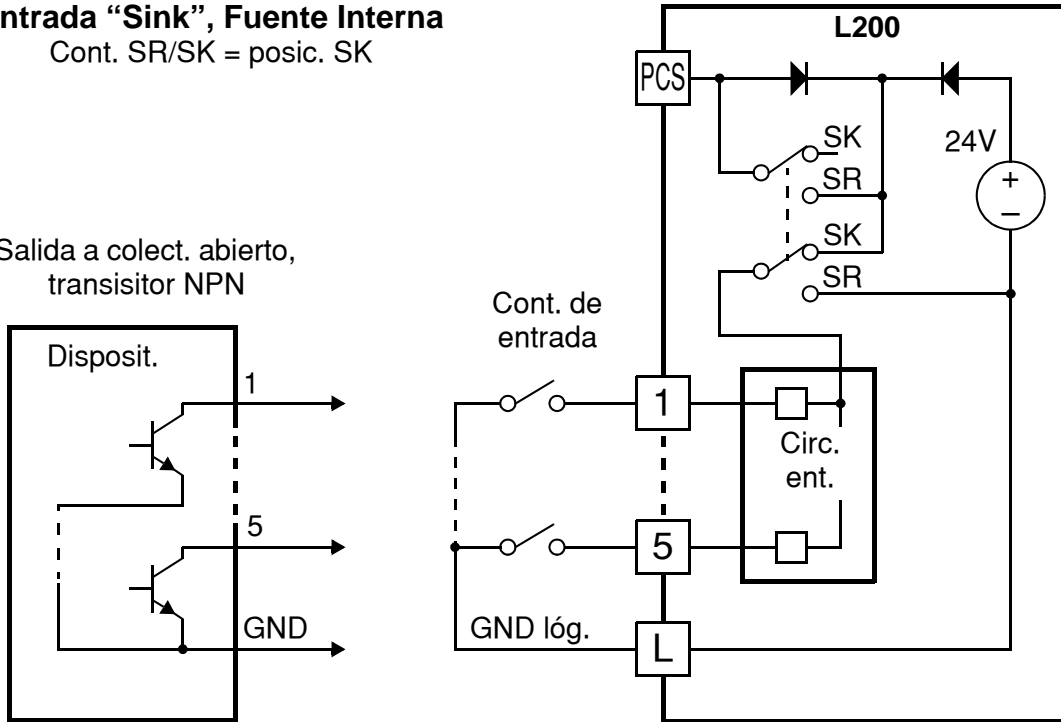 ntrada “Sink”, Fuente Interna
Cont. SR/SK = posic. SK
L200
PCS
SK
SR
24V
+
–
SK
SR
Salida a colect. abierto,
transisitor NPN
Cont. de
entrada
Disposit.
1
1
Circ.
ent.
5
5
GND
GND lóg.
L